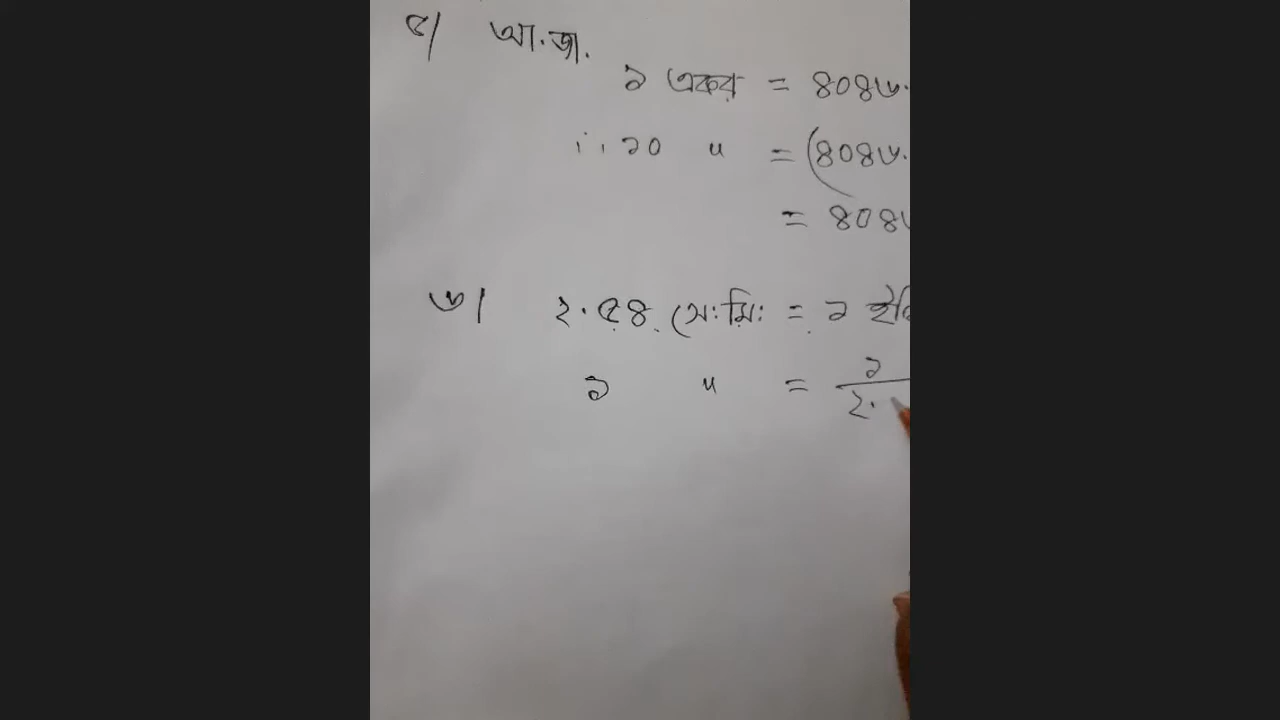 ৫। আ.জা.
১ একর = ৪০৪৬.
∴ ১০ " = (৪০৪৬.
= ৪০৪৬
৬। ২.৫৪ সে:মি: = ১ ইঞ্চি
১ " = ১/২.